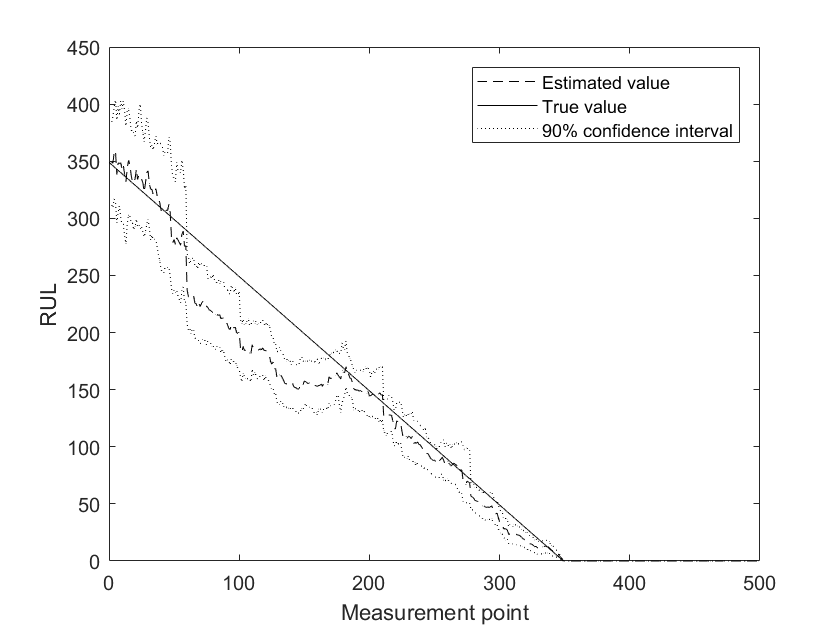 450
400
350
300
250
200
150
100
50
0
RUL
Estimated value
True value
90% confidence interval
0 100 200 300 400 500
Measurement point